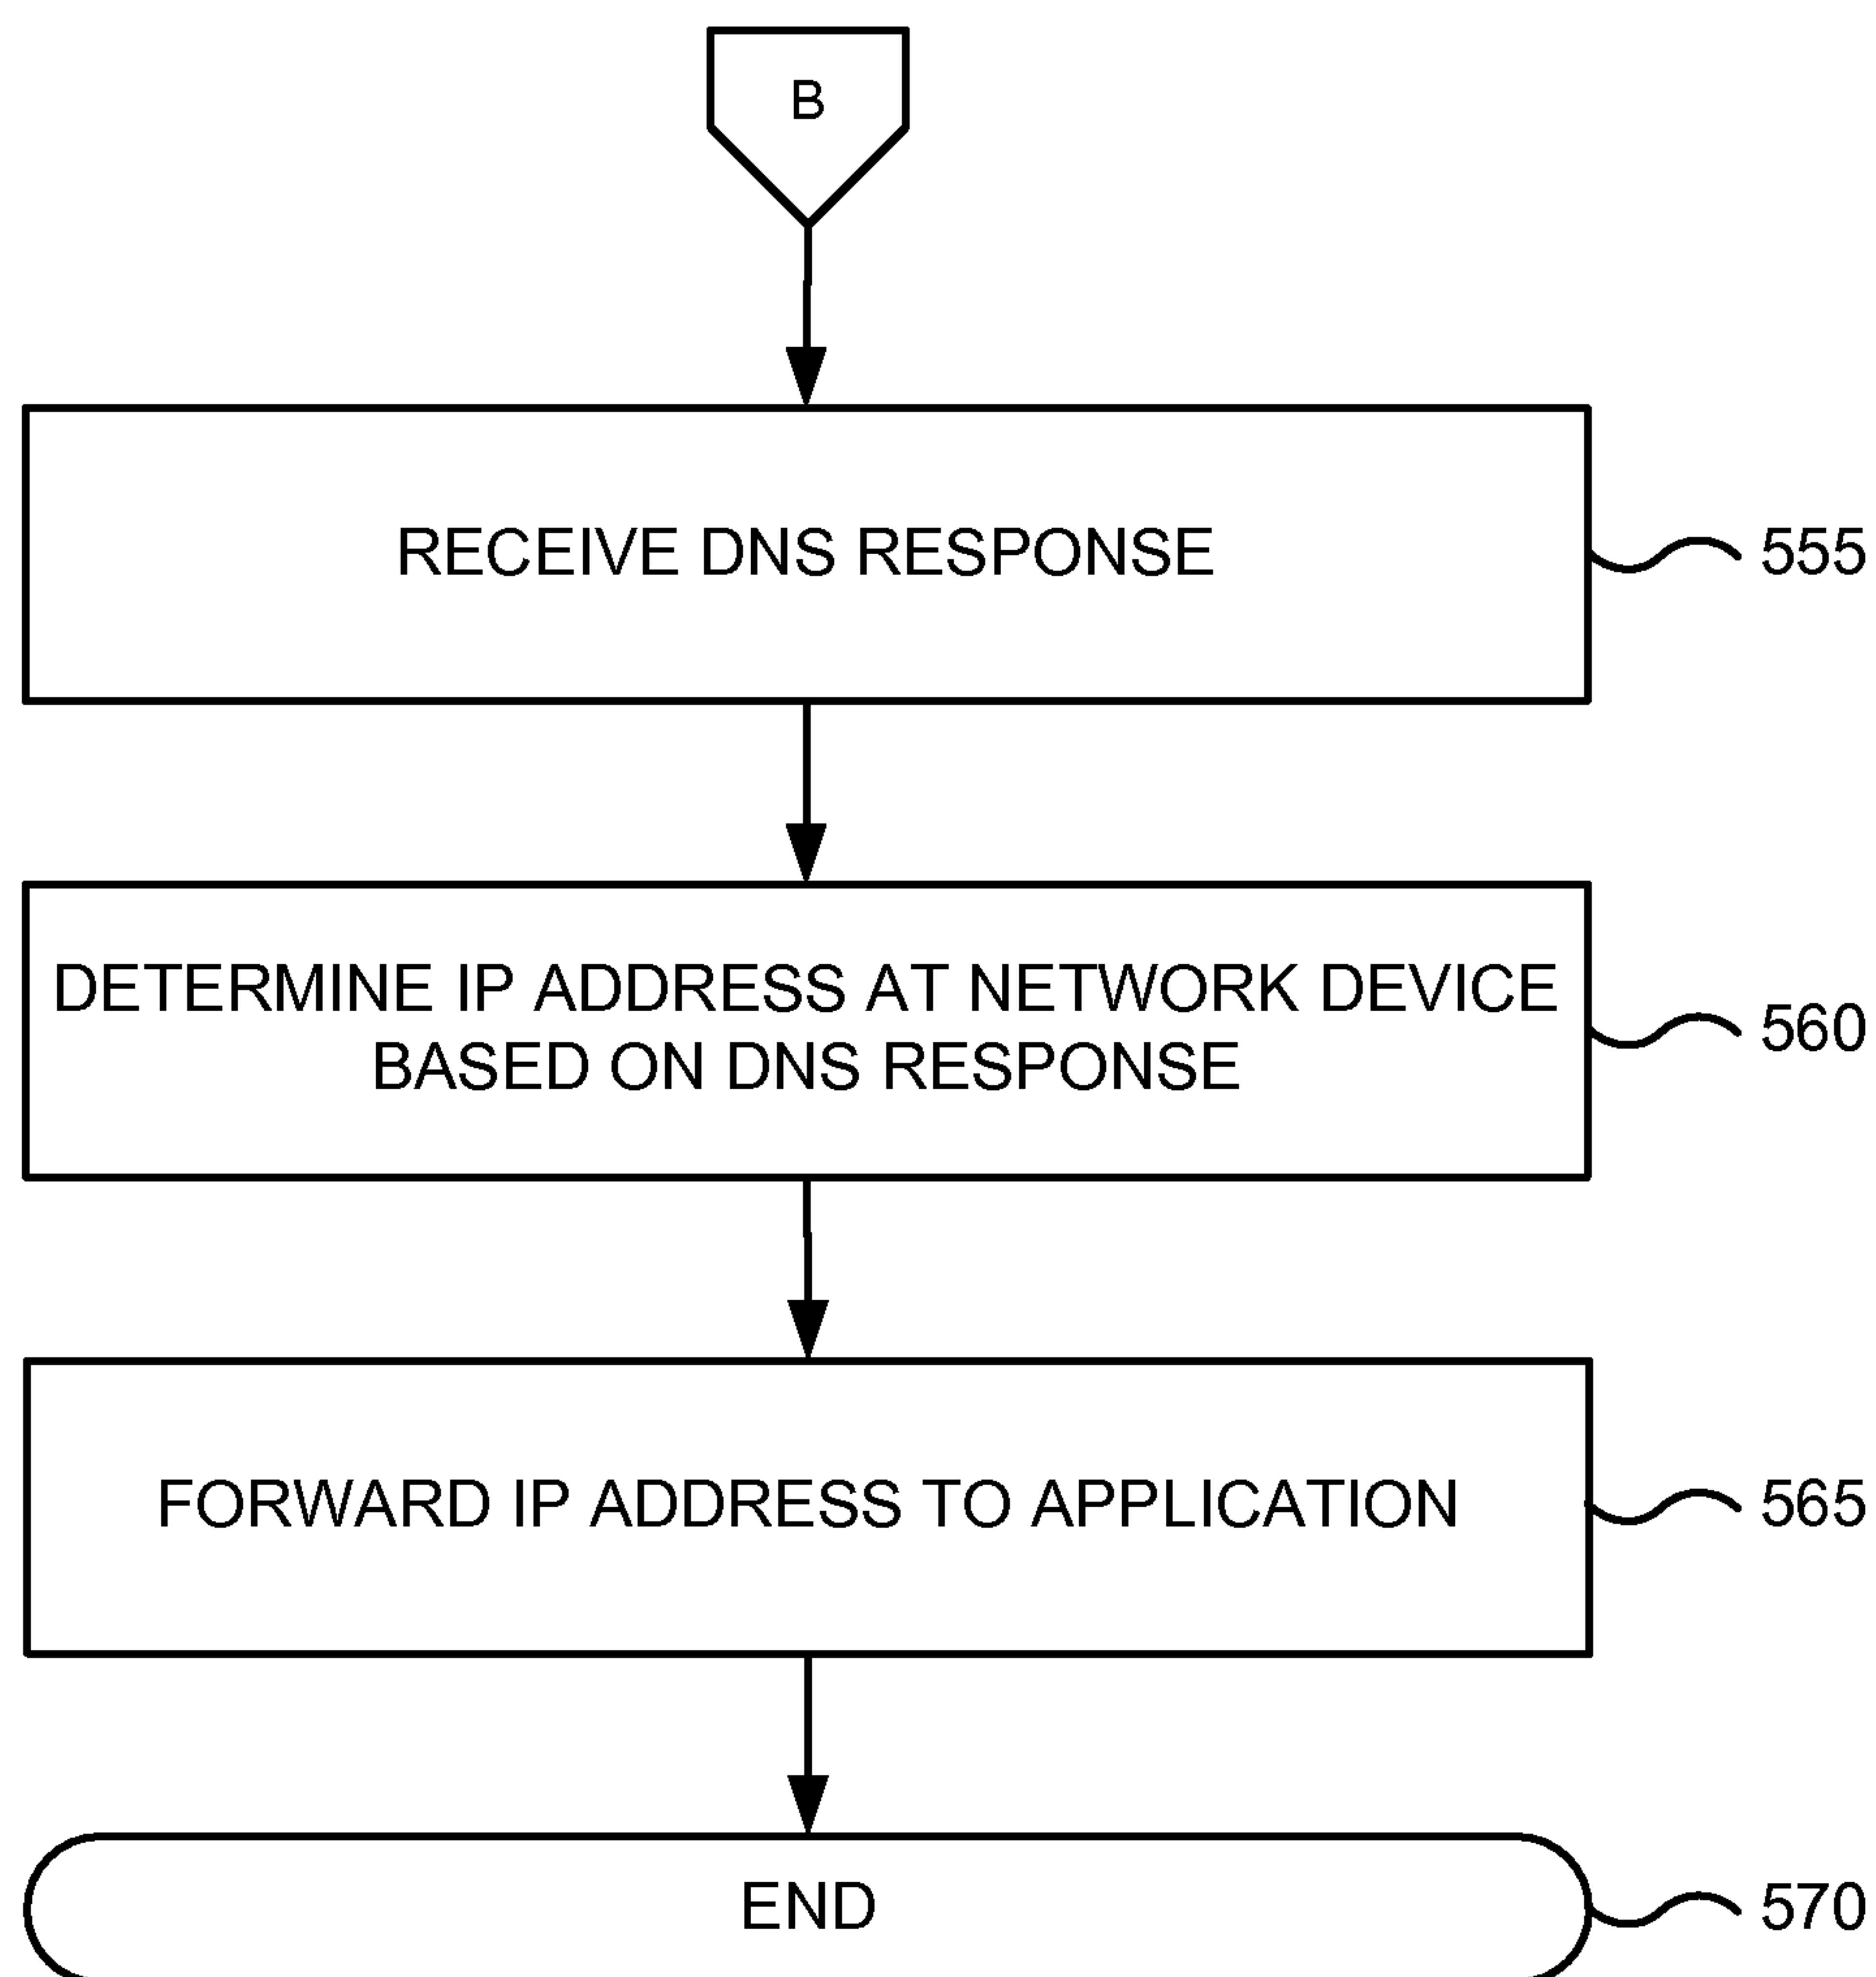 B
RECEIVE DNS RESPONSE
555
DETERMINE IP ADDRESS AT NETWORK DEVICE
BASED ON DNS RESPONSE
560
FORWARD IP ADDRESS TO APPLICATION
565
END
570